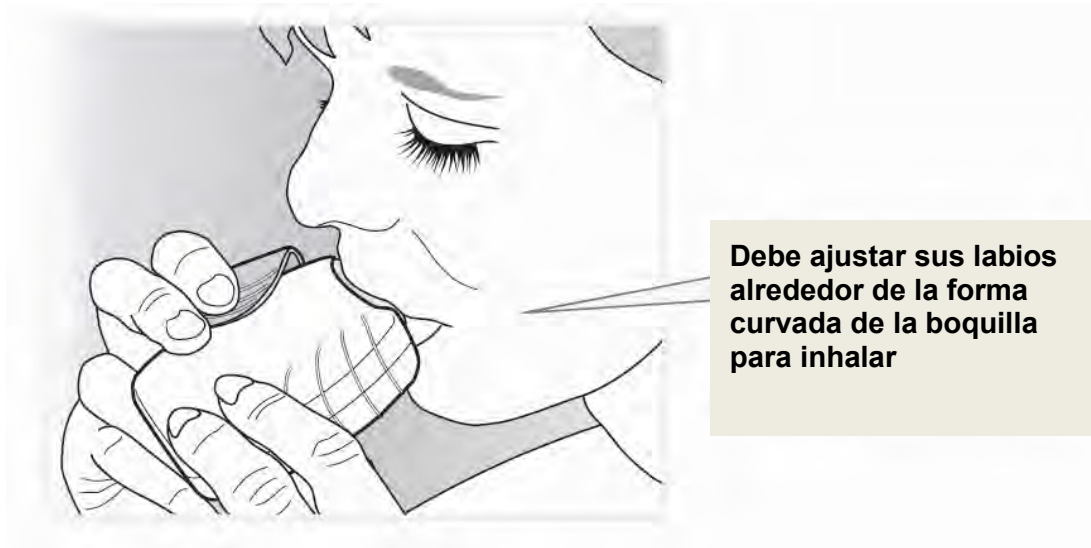 Debe ajustar sus labios
alrededor de la forma
curvada de la boquilla
para inhalar